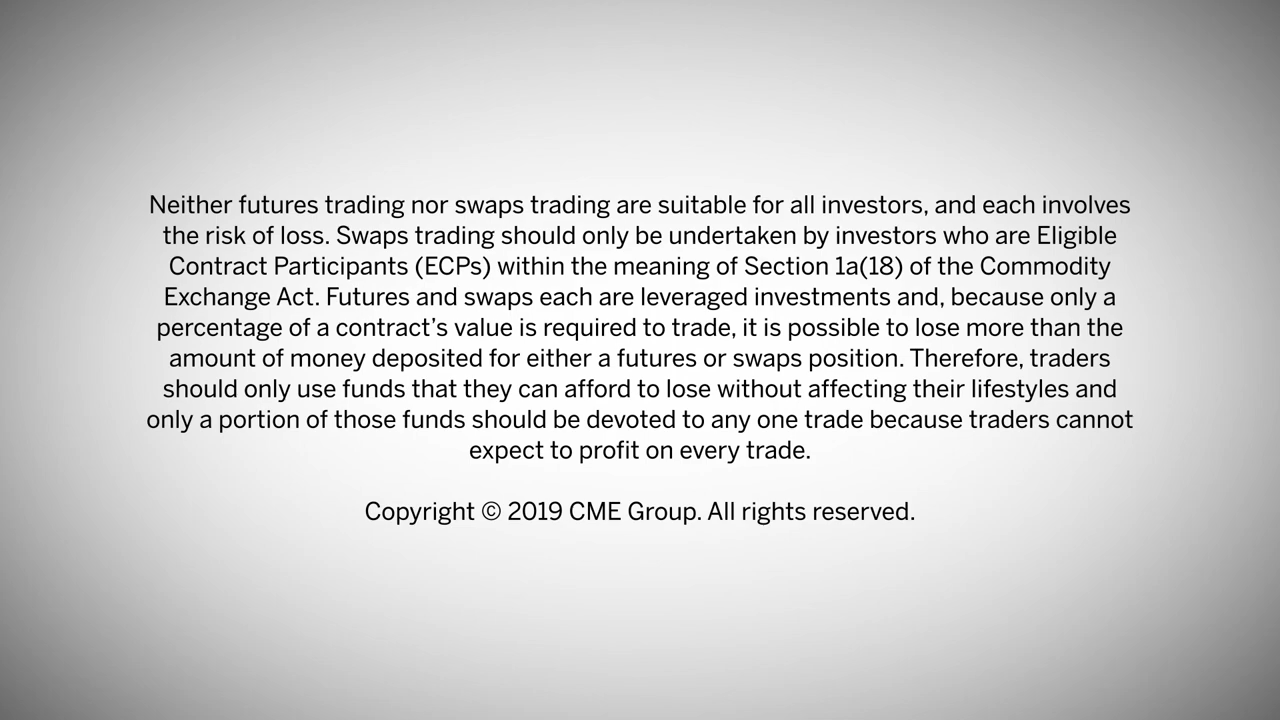 Neither futures trading nor swaps trading are suitable for all investors, and each involves
the risk of loss. Swaps trading should only be undertaken by investors who are Eligible
Contract Participants (ECPs) within the meaning of Section 1a(18) of the Commodity
Exchange Act. Futures and swaps each are leveraged investments and, because only a
percentage of a contract’s value is required to trade, it is possible to lose more than the
amount of money deposited for either a futures or swaps position. Therefore, traders
should only use funds that they can afford to lose without affecting their lifestyles and
only a portion of those funds should be devoted to any one trade because traders cannot
expect to profit on every trade.
Copyright © 2019 CME Group. All rights reserved.